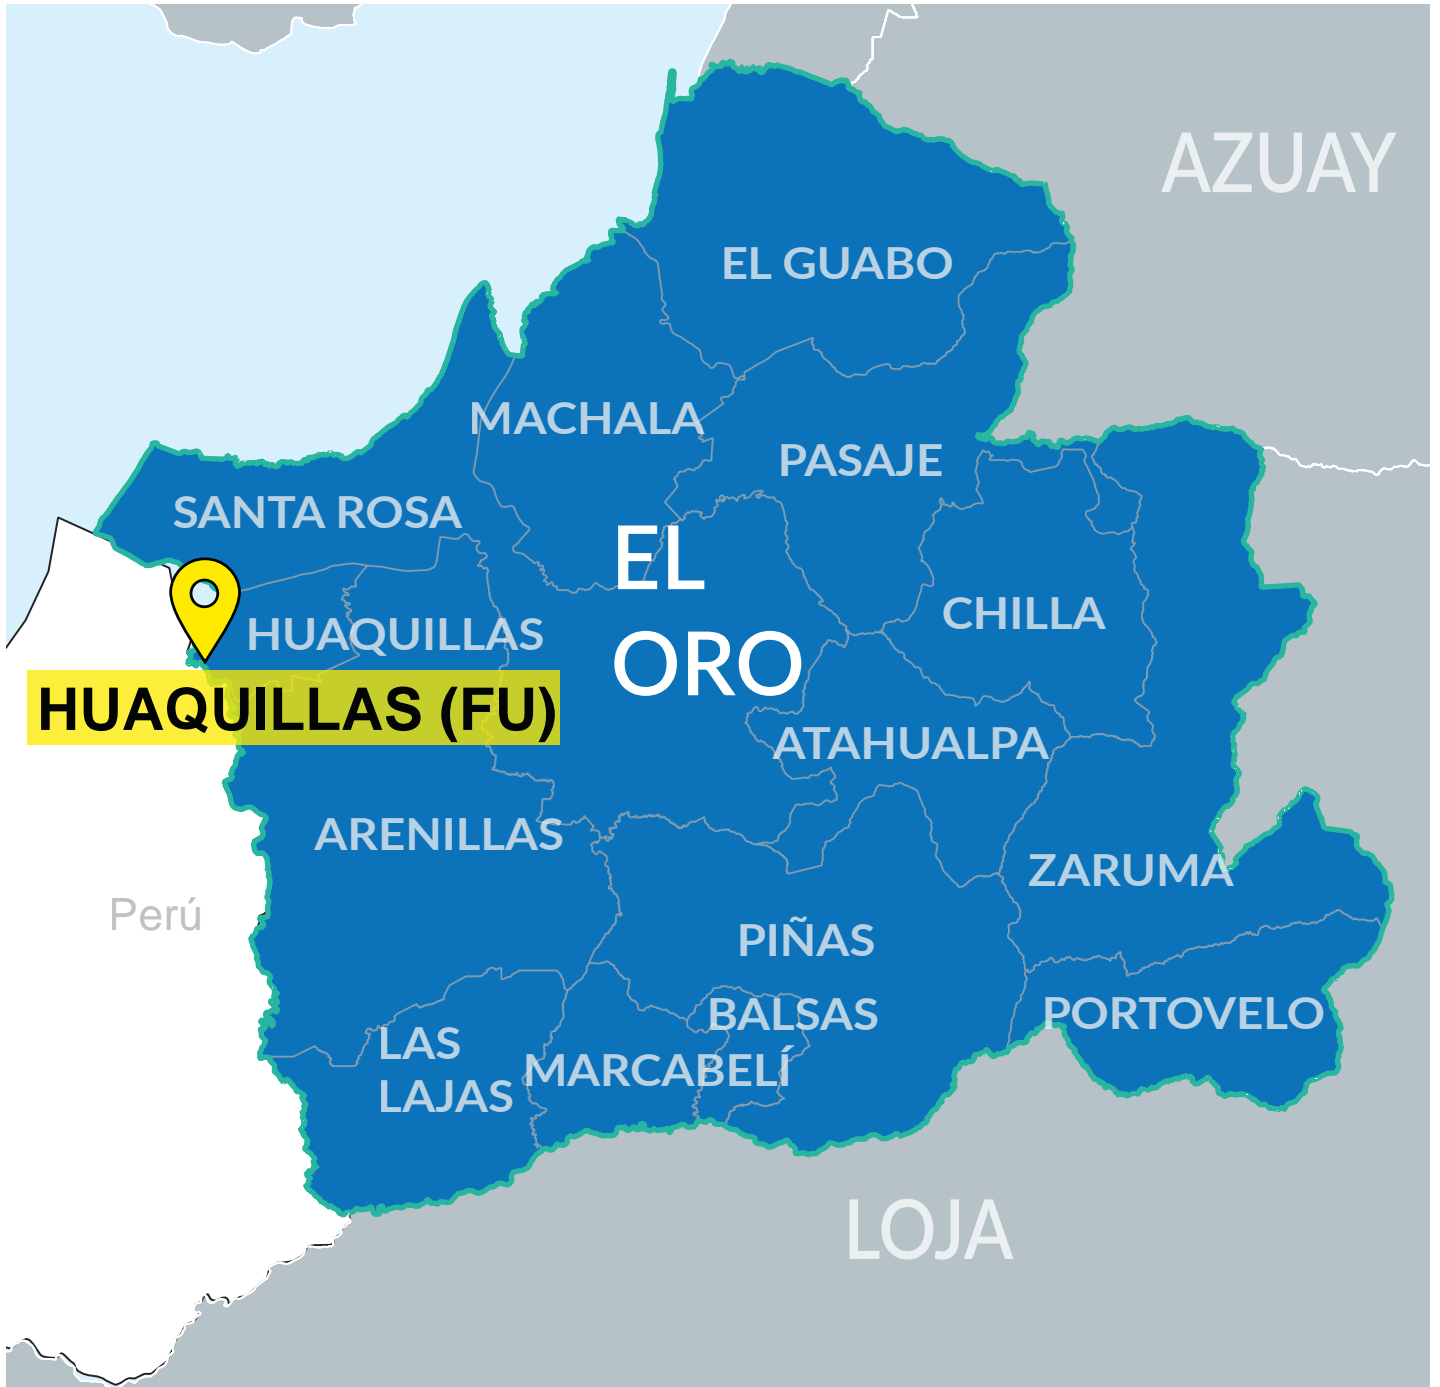 AZUAY
EL GUABO
MACHALA
PASAJE
SANTA ROSA
EL
ORO
CHILLA
HUAQUILLAS
HUAQUILLAS (FU)
ATAHUALPA
ARENILLAS
ZARUMA
Perú
PIÑAS
BALSAS
PORTOVELO
LAS
LAJAS
MARCABELÍ
LOJA